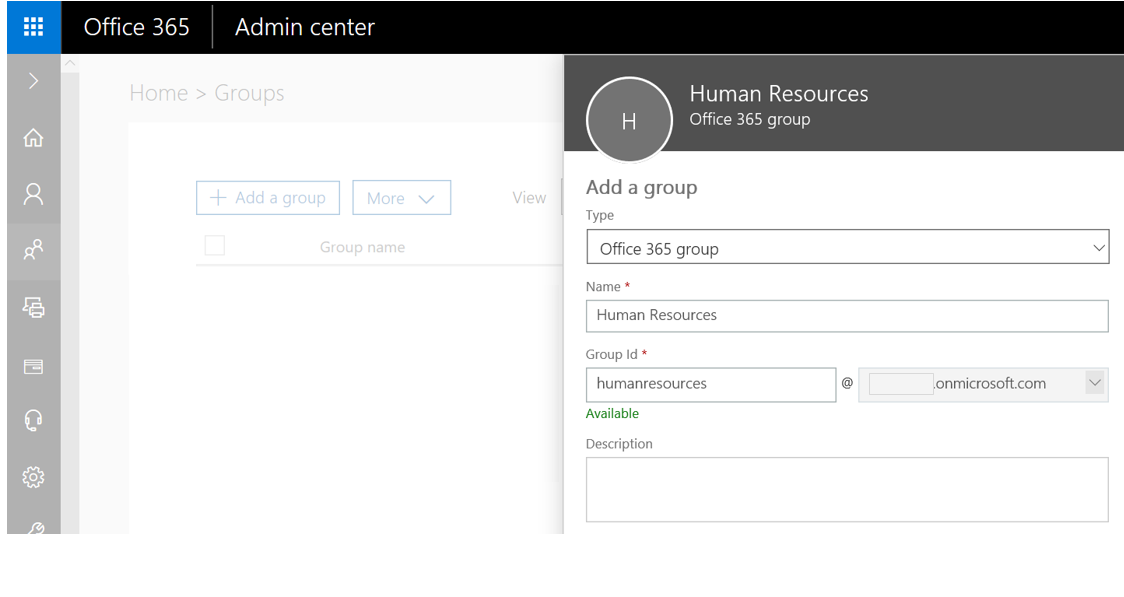 Office 365
Admin center
Home > Groups
Add a group
More
View
Group name
H
Human Resources
Office 365 group
Add a group
Type
Office 365 group
Name *
Human Resources
Group Id *
humanresources @ .onmicrosoft.com
Available
Description